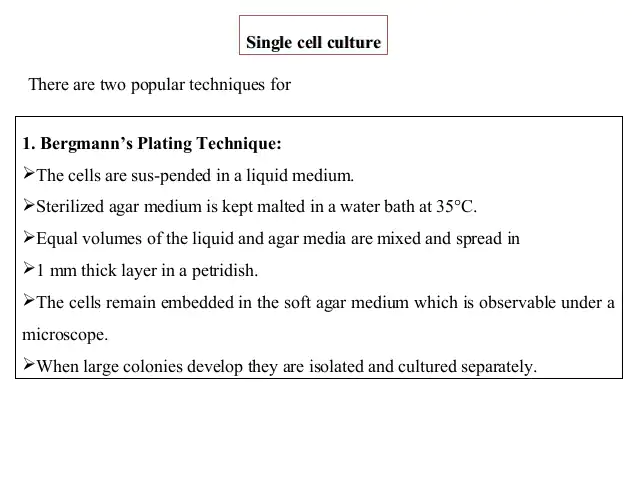 Single cell culture
There are two popular techniques for
1. Bergmann’s Plating Technique:
➢The cells are sus-pended in a liquid medium.
➢Sterilized agar medium is kept malted in a water bath at 35°C.
➢Equal volumes of the liquid and agar media are mixed and spread in
➢1 mm thick layer in a petridish.
➢The cells remain embedded in the soft agar medium which is observable under a
microscope.
➢When large colonies develop they are isolated and cultured separately.